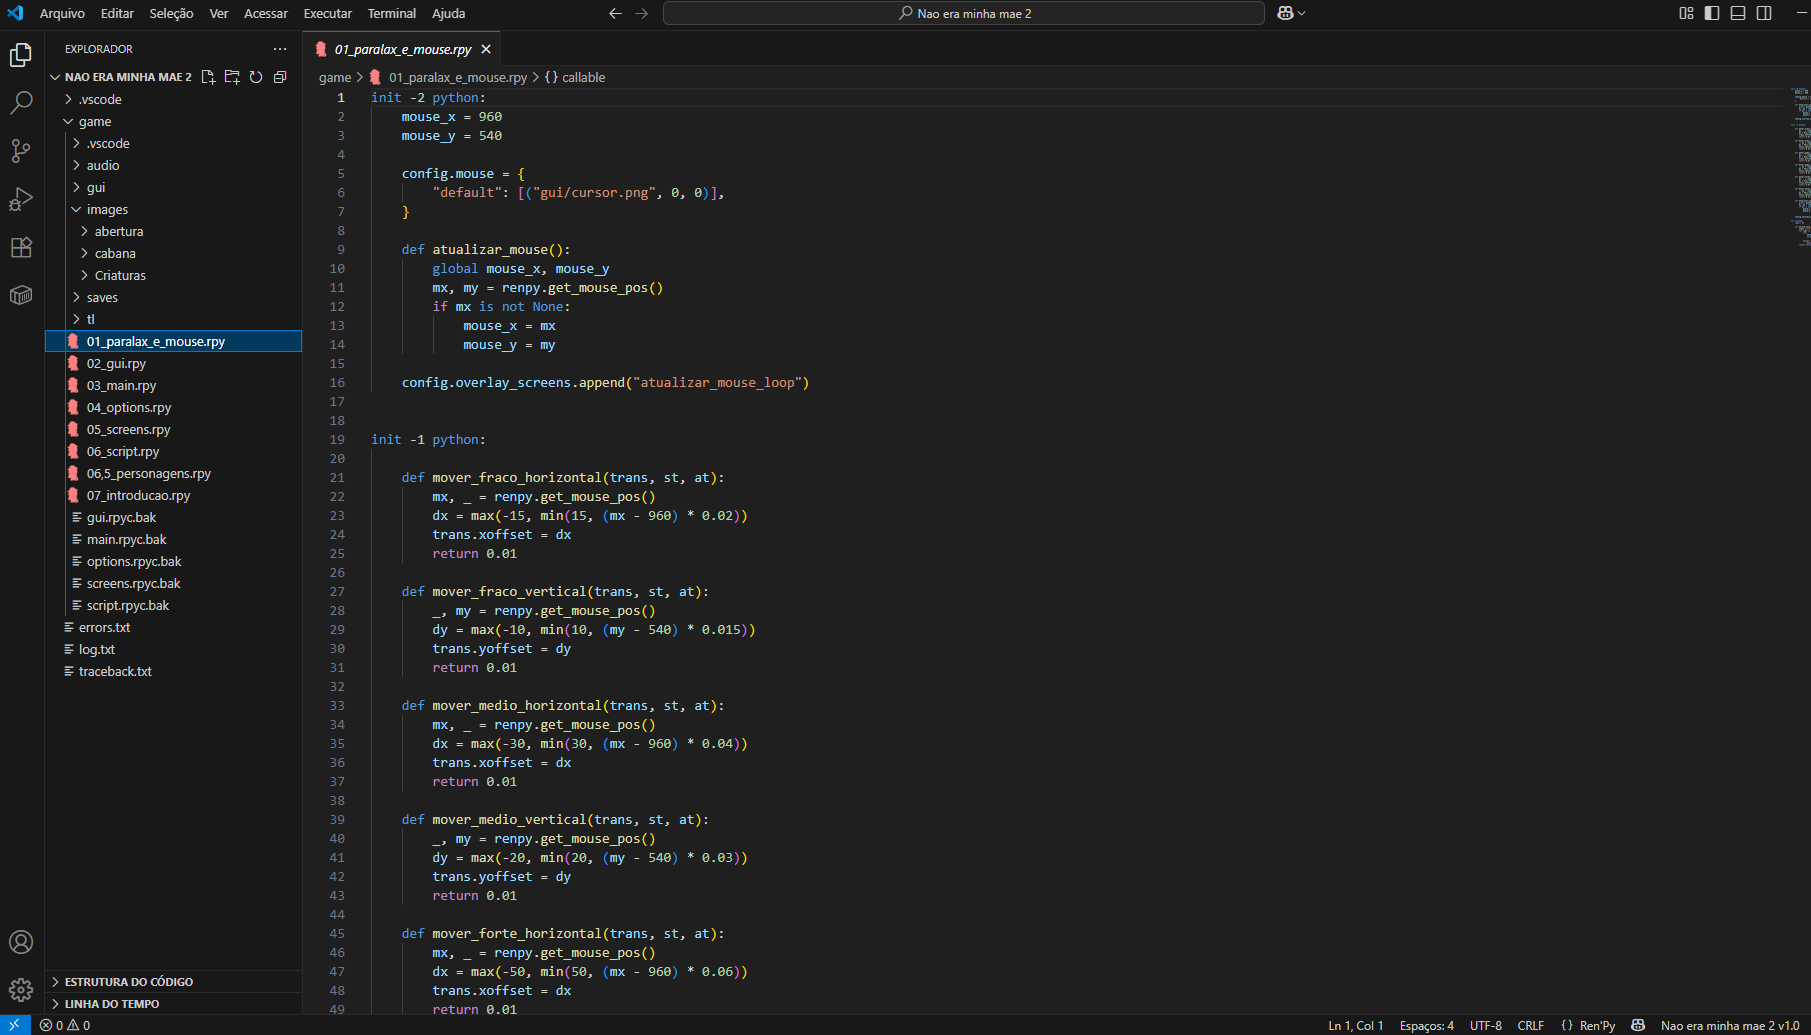 Arquivo Editar Seleção Ver Acessar Executar Terminal Ajuda
Nao era minha mae 2
EXPLORADOR
NAO ERA MINHA MAE 2
.vscode
game
.vscode
audio
gui
images
abertura
cabana
Criaturas
saves
tl
01_paralax_e_mouse.rpy
02_gui.rpy
03_main.rpy
04_options.rpy
05_screens.rpy
06_script.rpy
06,5_personagens.rpy
07_introducao.rpy
gui.rpyc.bak
main.rpyc.bak
options.rpyc.bak
screens.rpyc.bak
script.rpyc.bak
errors.txt
log.txt
traceback.txt
ESTRUTURA DO CÓDIGO
LINHA DO TEMPO
01_paralax_e_mouse.rpy
game > 01_paralax_e_mouse.rpy > {} callable
1 init -2 python:
2 mouse_x = 960
3 mouse_y = 540
4
5 config.mouse = {
6 "default": [("gui/cursor.png", 0, 0)],
7 }
8
9 def atualizar_mouse():
10 global mouse_x, mouse_y
11 mx, my = renpy.get_mouse_pos()
12 if mx is not None:
13 mouse_x = mx
14 mouse_y = my
15
16 config.overlay_screens.append("atualizar_mouse_loop")
17
18
19 init -1 python:
20
21 def mover_fraco_horizontal(trans, st, at):
22 mx, _ = renpy.get_mouse_pos()
23 dx = max(-15, min(15, (mx - 960) * 0.02))
24 trans.xoffset = dx
25 return 0.01
26
27 def mover_fraco_vertical(trans, st, at):
28 _, my = renpy.get_mouse_pos()
29 dy = max(-10, min(10, (my - 540) * 0.015))
30 trans.yoffset = dy
31 return 0.01
32
33 def mover_medio_horizontal(trans, st, at):
34 mx, _ = renpy.get_mouse_pos()
35 dx = max(-30, min(30, (mx - 960) * 0.04))
36 trans.xoffset = dx
37 return 0.01
38
39 def mover_medio_vertical(trans, st, at):
40 _, my = renpy.get_mouse_pos()
41 dy = max(-20, min(20, (my - 540) * 0.03))
42 trans.yoffset = dy
43 return 0.01
44
45 def mover_forte_horizontal(trans, st, at):
46 mx, _ = renpy.get_mouse_pos()
47 dx = max(-50, min(50, (mx - 960) * 0.06))
48 trans.xoffset = dx
49 return 0.01
0 0
Ln 1, Col 1 Espaços: 4 UTF-8 CRLF {} Ren'Py Nao era minha mae 2 v1.0